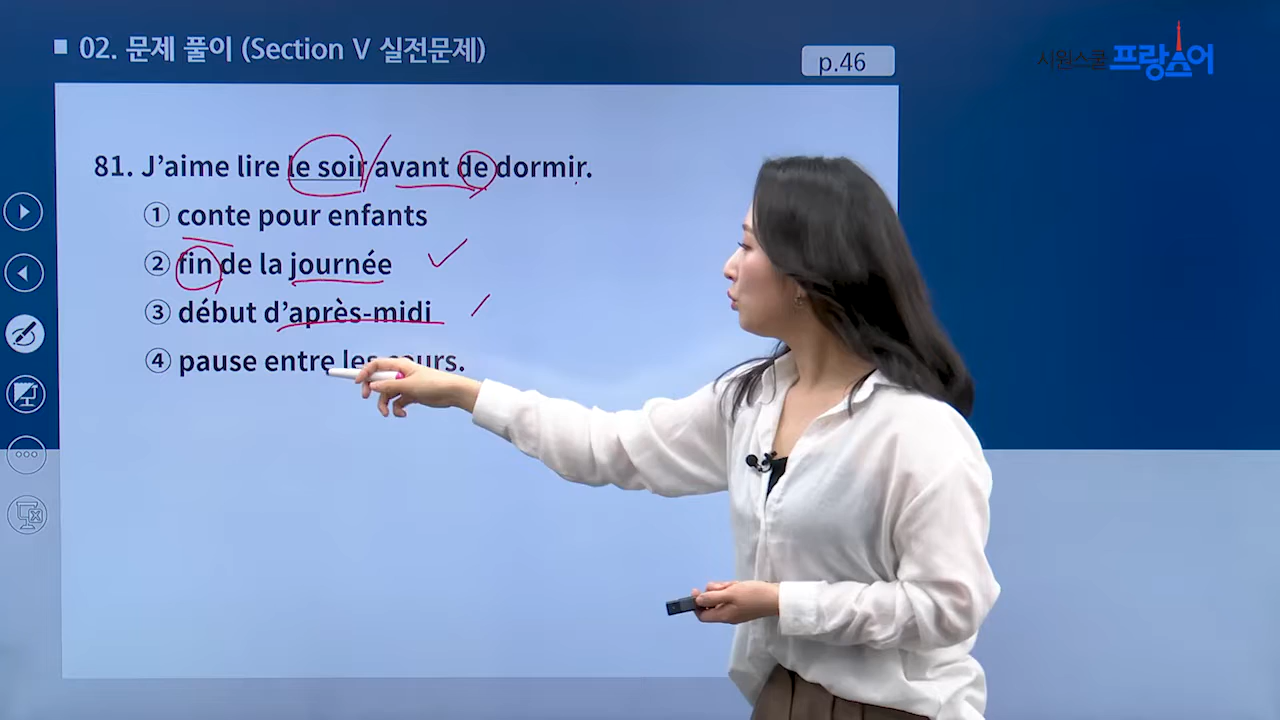 ■ 02. 문제 풀이 (Section V 실전문제)
p.46
시원스쿨 프랑스어
81. J’aime lire le soir avant de dormir.
① conte pour enfants
② fin de la journée
③ début d’après-midi
④ pause entre les cours.